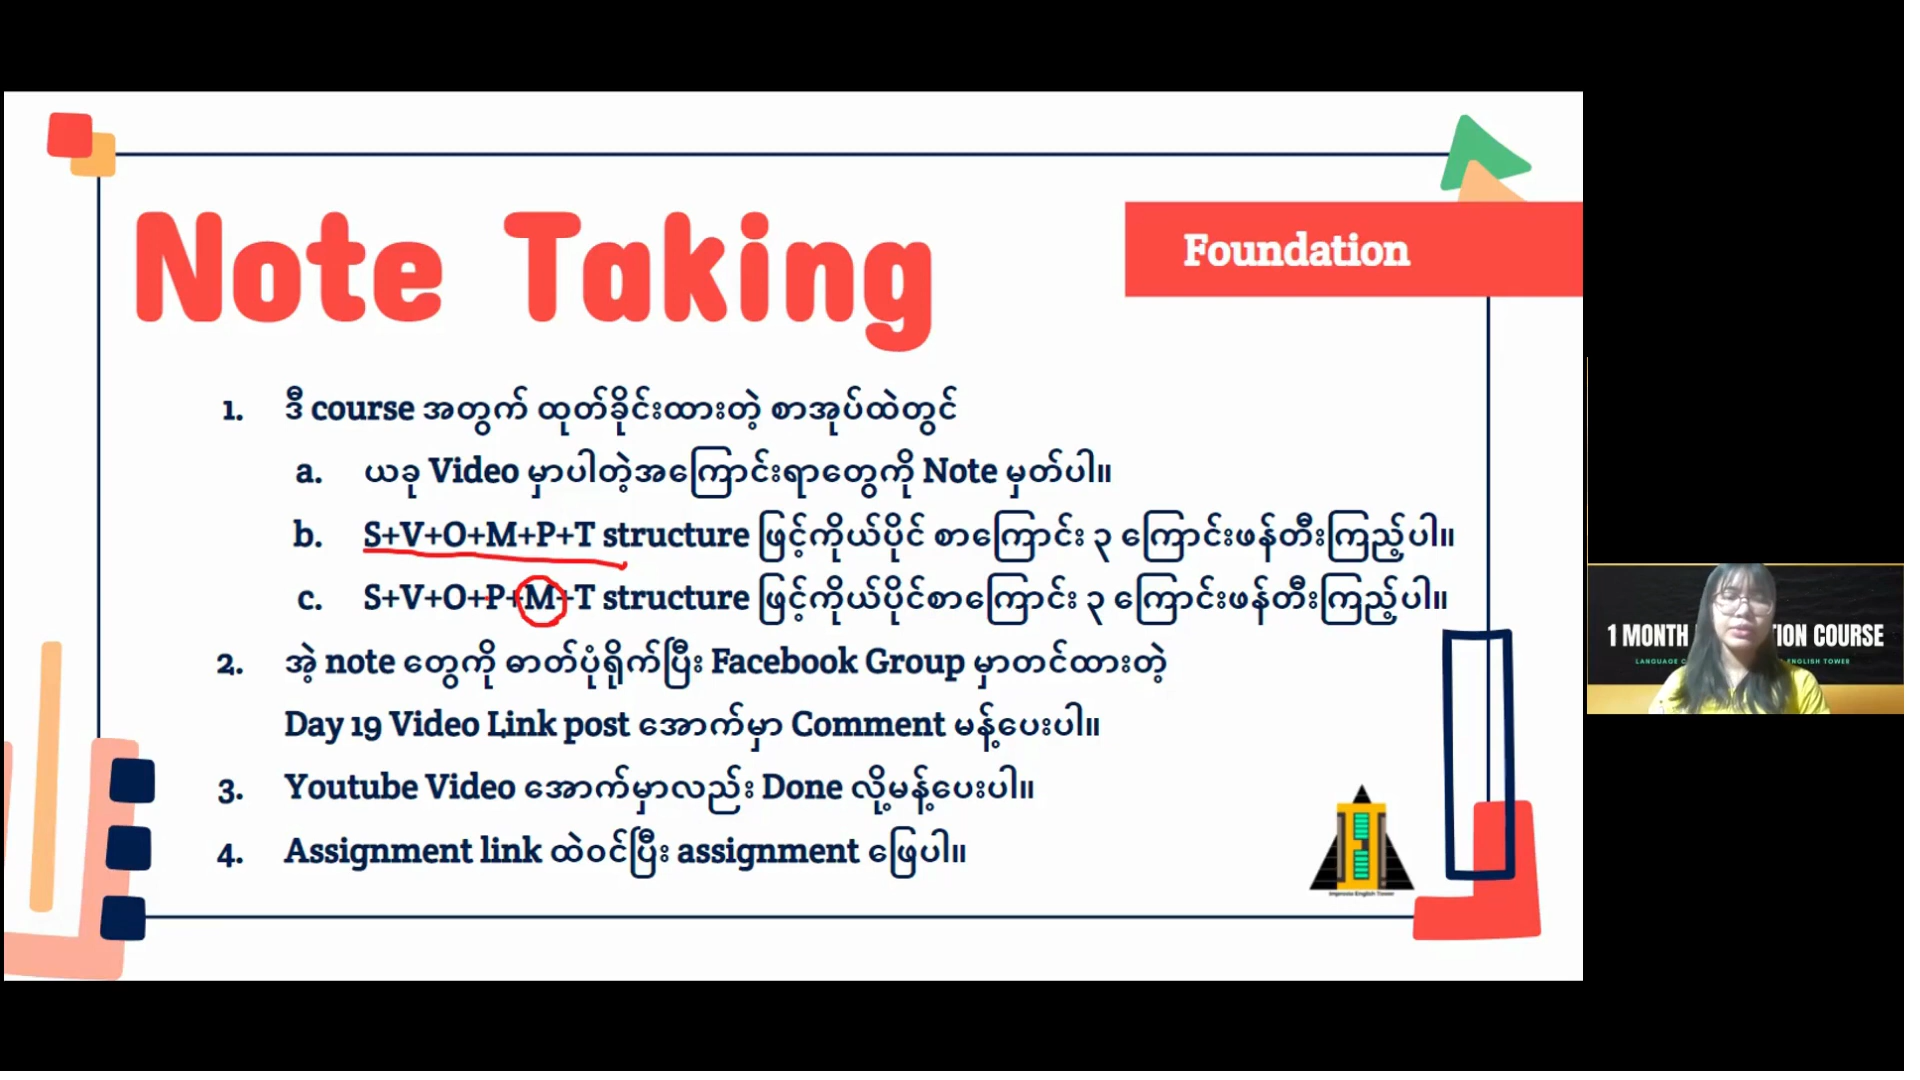 Note Taking
Foundation
1. ဒီ course အတွက် ထုတ်ခိုင်းထားတဲ့ စာအုပ်ထဲတွင်
a. ယခု Video မှာပါတဲ့အကြောင်းရာတွေကို Note မှတ်ပါ။
b. S+V+O+M+P+T structure ဖြင့်ကိုယ်ပိုင် စာကြောင်း ၃ ကြောင်းဖန်တီးကြည့်ပါ။
c. S+V+O+P+M+T structure ဖြင့်ကိုယ်ပိုင်စာကြောင်း ၃ ကြောင်းဖန်တီးကြည့်ပါ။
2. အဲ့ note တွေကို ဓာတ်ပုံရိုက်ပြီး Facebook Group မှာတင်ထားတဲ့
Day 19 Video Link post အောက်မှာ Comment မန့်ပေးပါ။
3. Youtube Video အောက်မှာလည်း Done လို့မန့်ပေးပါ။
4. Assignment link ထဲဝင်ပြီး assignment ဖြေပါ။
Improvio English Tower
1 MONTH TION COURSE
LANGUAGE ENGLISH TOWER